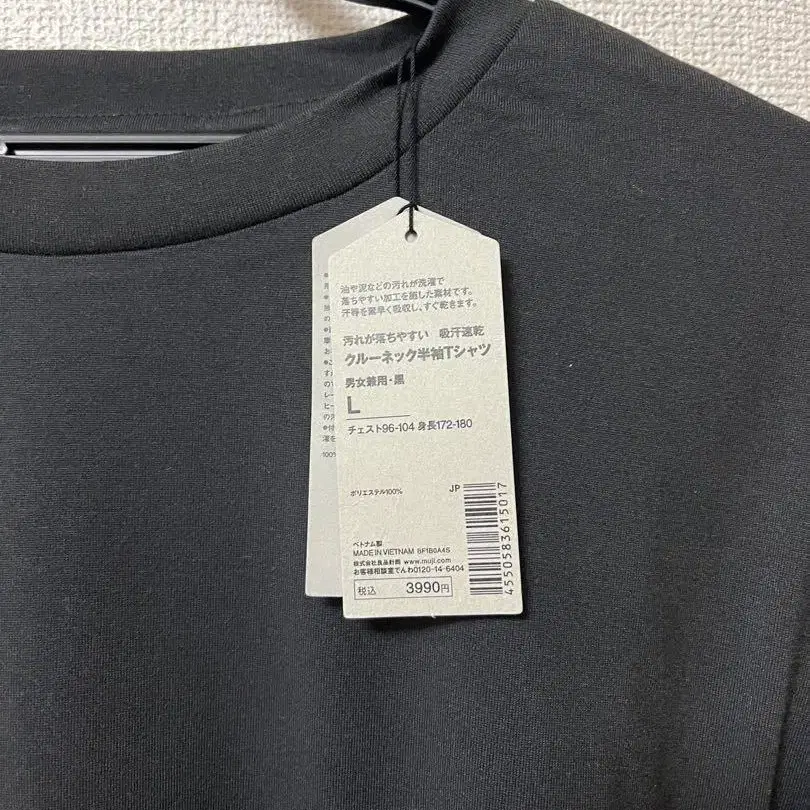 油や泥などの汚れが洗濯で
落ちやすい加工を施した素材です。
汗等を素早く吸収し、すぐ乾きます。
汚れが落ちやすい 吸汗速乾
クルーネック半袖Tシャツ
男女兼用・黒
L
チェスト96-104 身長172-180
ポリエステル100%
JP
ベトナム製
MADE IN VIETNAM 6F1B0A4S
株式会社良品計画 www.muji.com
お客様相談室でんわ0120-14-6404
税込 3990円
4550583615017
100%